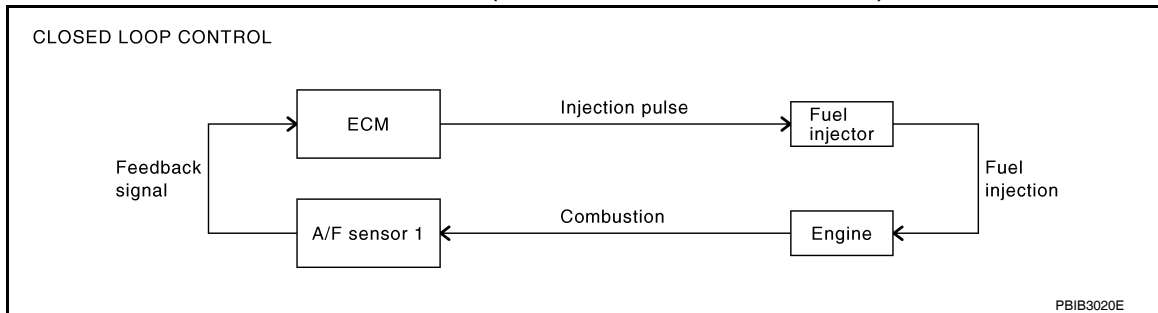 CLOSED LOOP CONTROL
ECM
Injection pulse
Fuel
injector
Feedback
signal
Fuel
injection
A/F sensor 1
Combustion
Engine
PBIB3020E